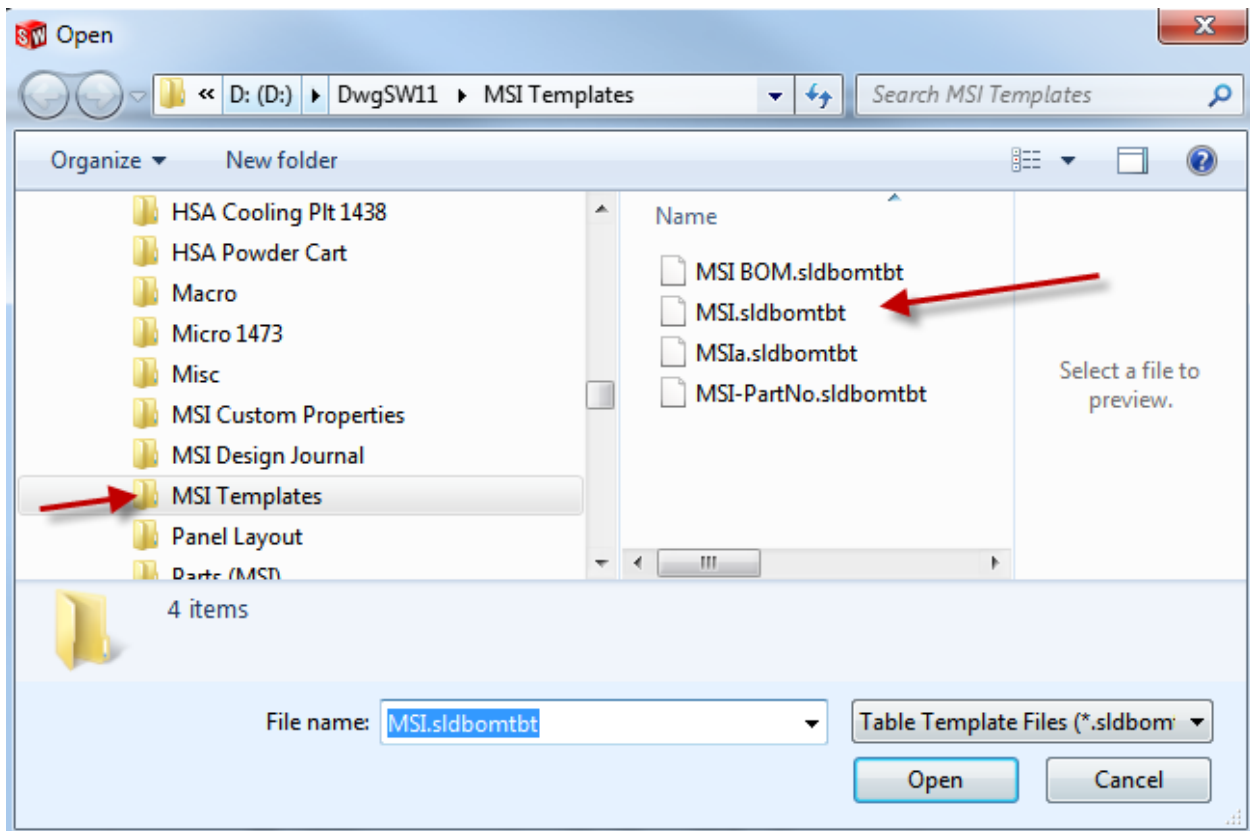 SW Open
« D: (D:) DwgSW11 MSI Templates Search MSI Templates
Organize New folder
HSA Cooling Plt 1438
HSA Powder Cart
Macro
Micro 1473
Misc
MSI Custom Properties
MSI Design Journal
MSI Templates
Panel Layout
Parts (MSI)
Name
MSI BOM.sldbomtbt
MSI.sldbomtbt
MSIa.sldbomtbt
MSI-PartNo.sldbomtbt
Select a file to
preview.
4 items
File name: MSI.sldbomtbt Table Template Files (*.sldbom
Open Cancel